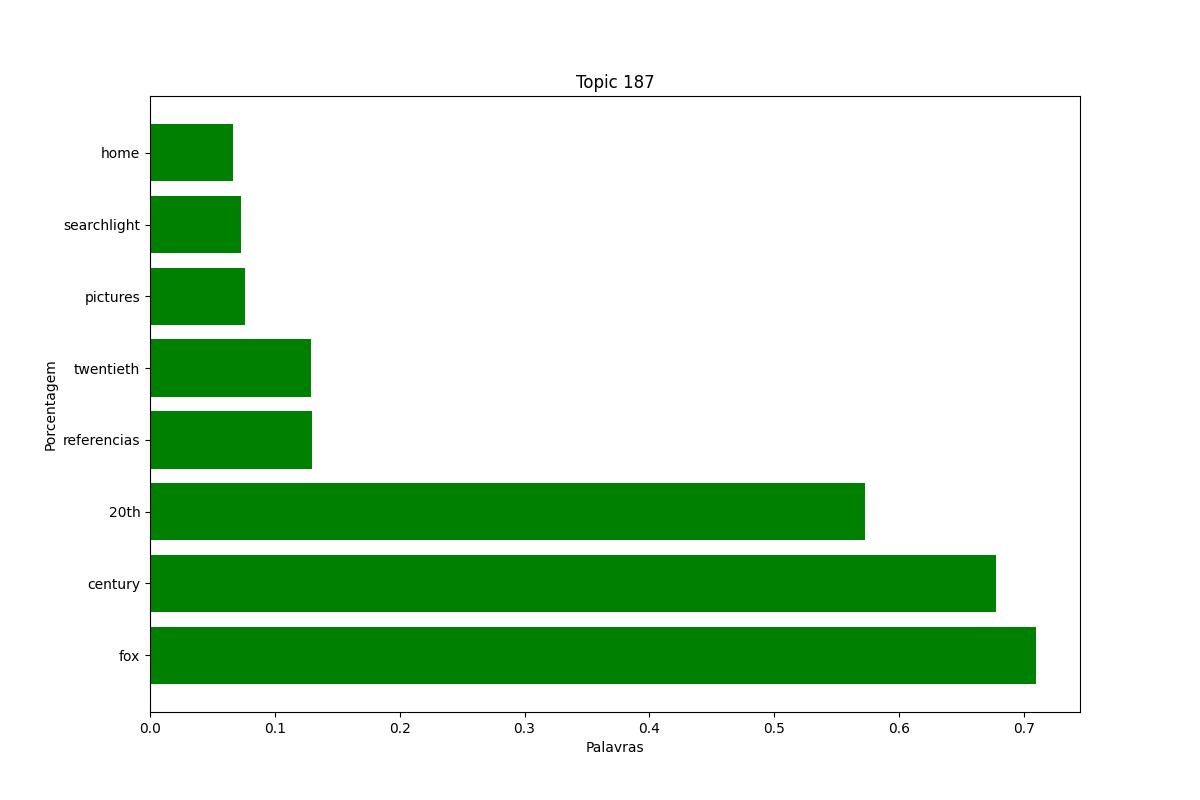 Topic 187
home
searchlight
pictures
twentieth
referencias
20th
century
fox
Porcentagem
0.0 0.1 0.2 0.3 0.4 0.5 0.6 0.7
Palavras